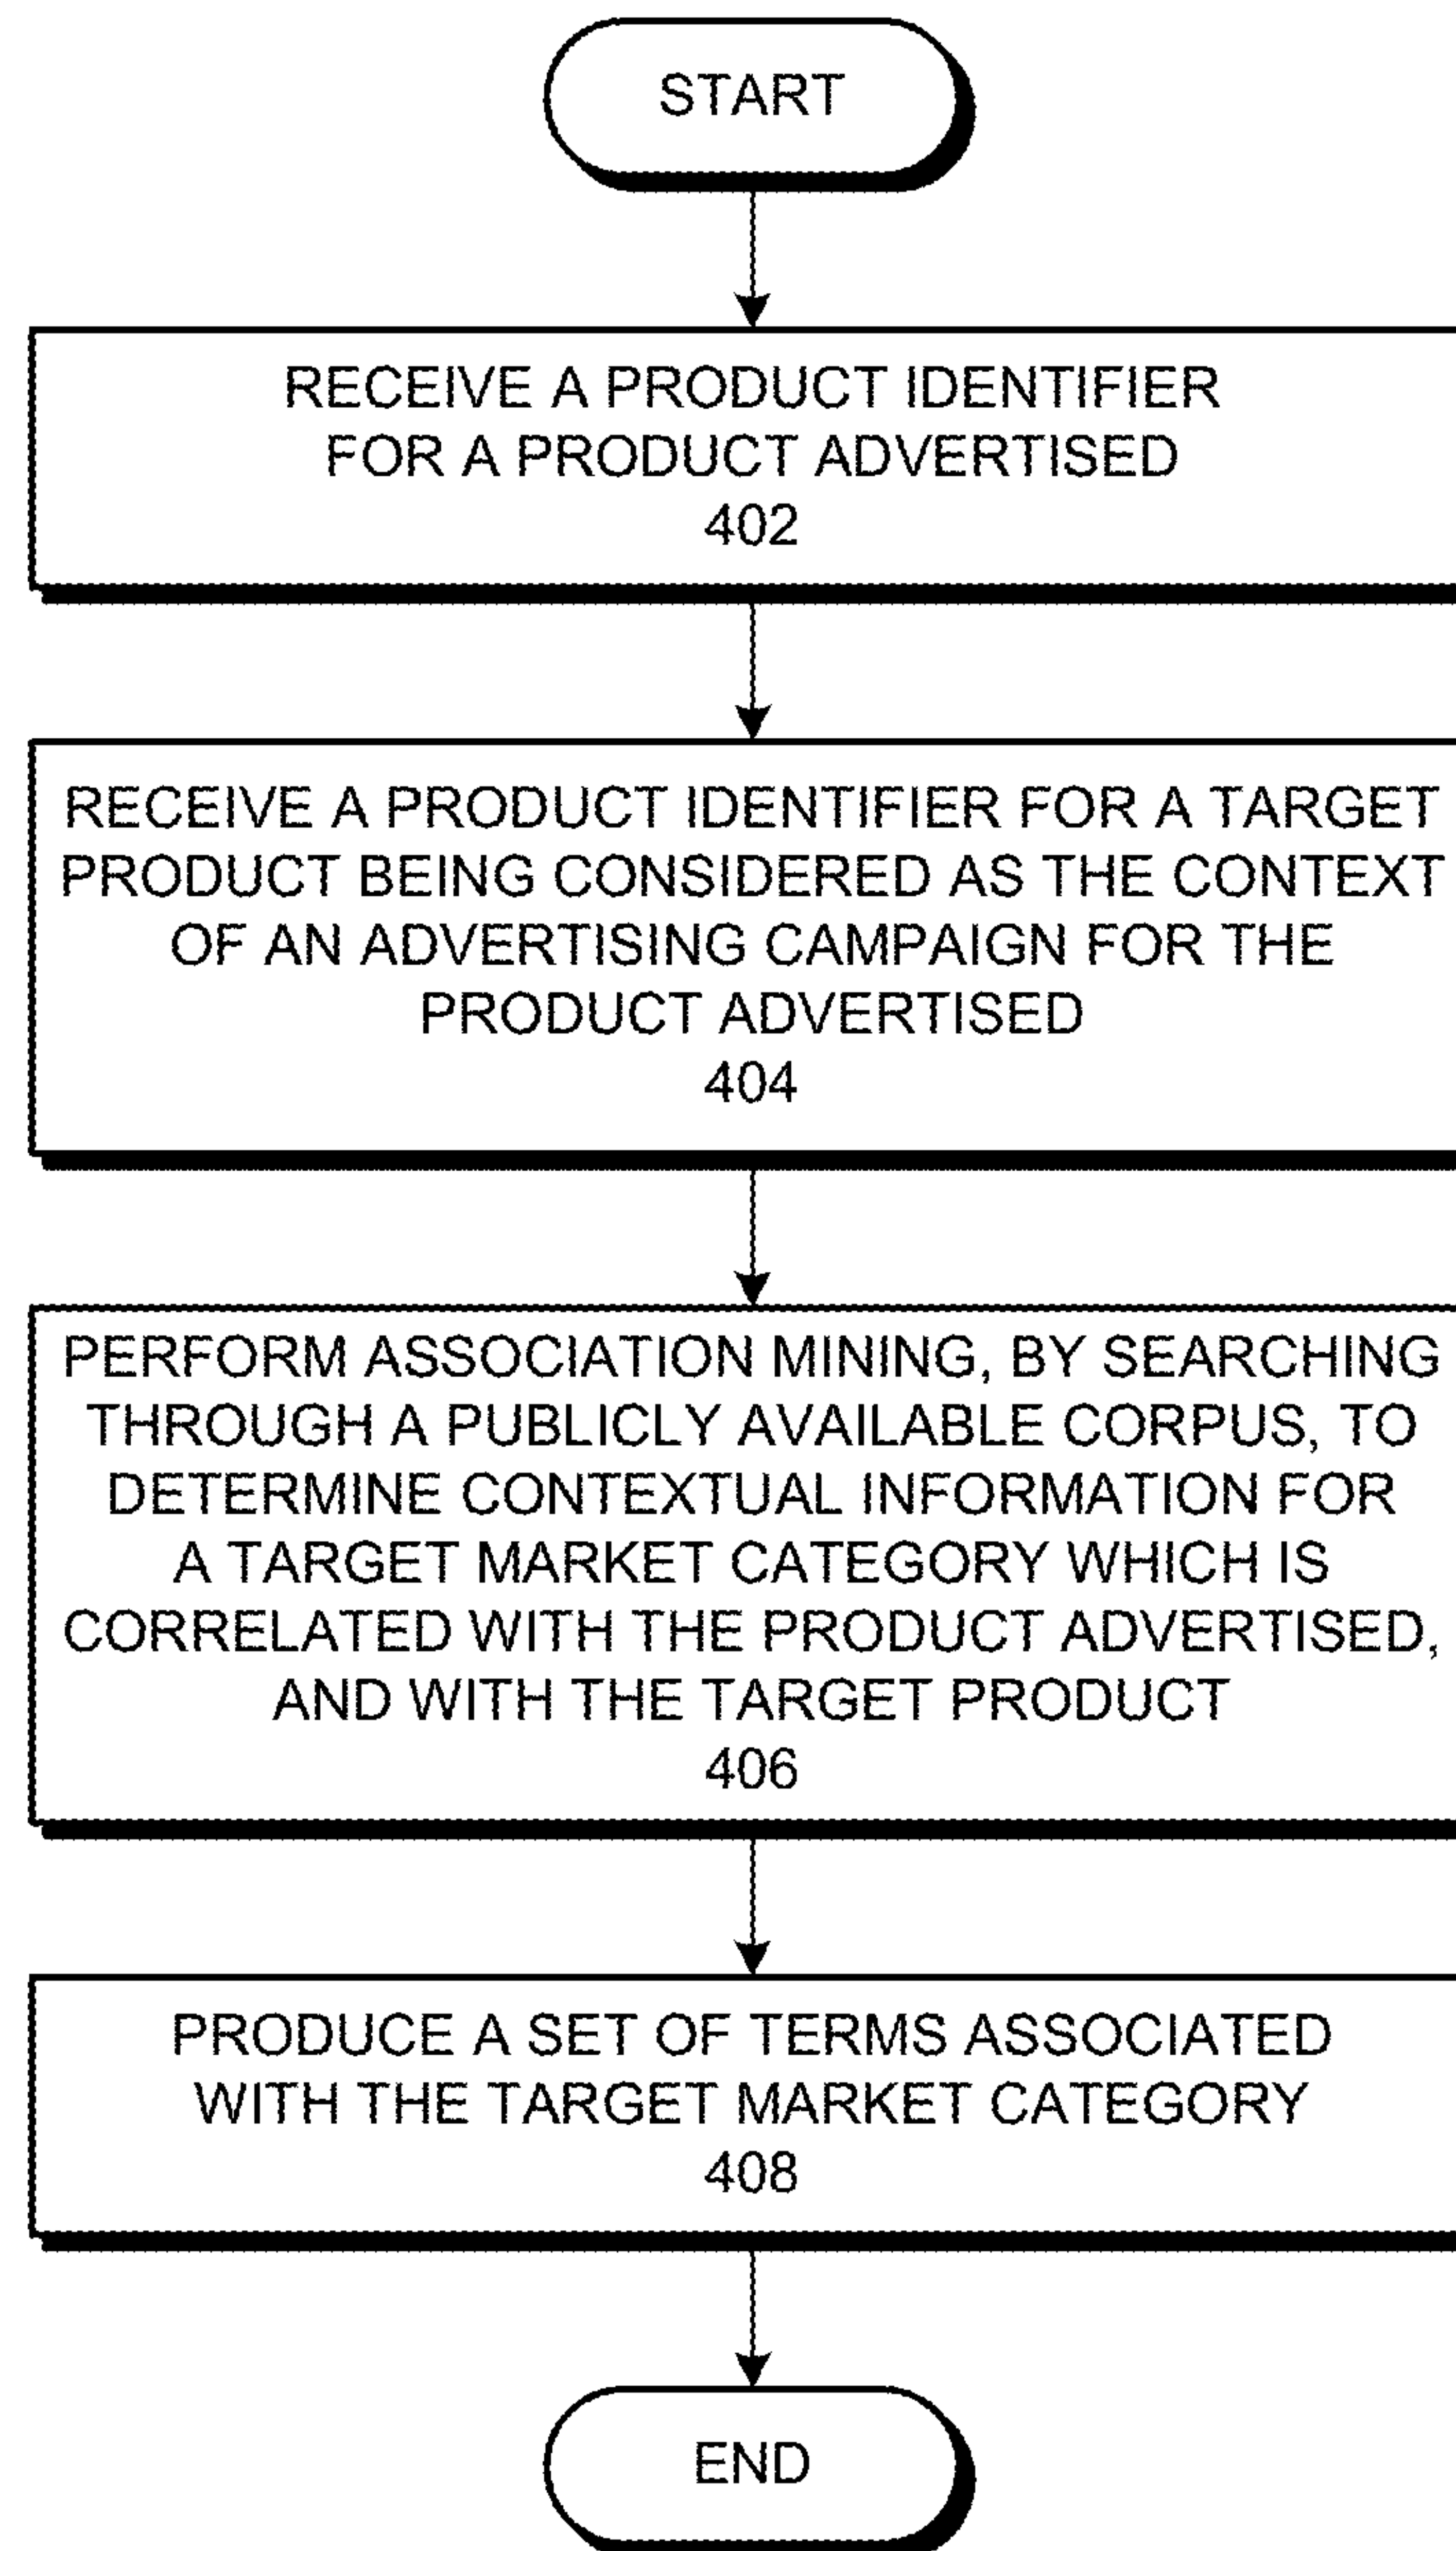 START
RECEIVE A PRODUCT IDENTIFIER
FOR A PRODUCT ADVERTISED
402
RECEIVE A PRODUCT IDENTIFIER FOR A TARGET
PRODUCT BEING CONSIDERED AS THE CONTEXT
OF AN ADVERTISING CAMPAIGN FOR THE
PRODUCT ADVERTISED
404
PERFORM ASSOCIATION MINING, BY SEARCHING
THROUGH A PUBLICLY AVAILABLE CORPUS, TO
DETERMINE CONTEXTUAL INFORMATION FOR
A TARGET MARKET CATEGORY WHICH IS
CORRELATED WITH THE PRODUCT ADVERTISED,
AND WITH THE TARGET PRODUCT
406
PRODUCE A SET OF TERMS ASSOCIATED
WITH THE TARGET MARKET CATEGORY
408
END